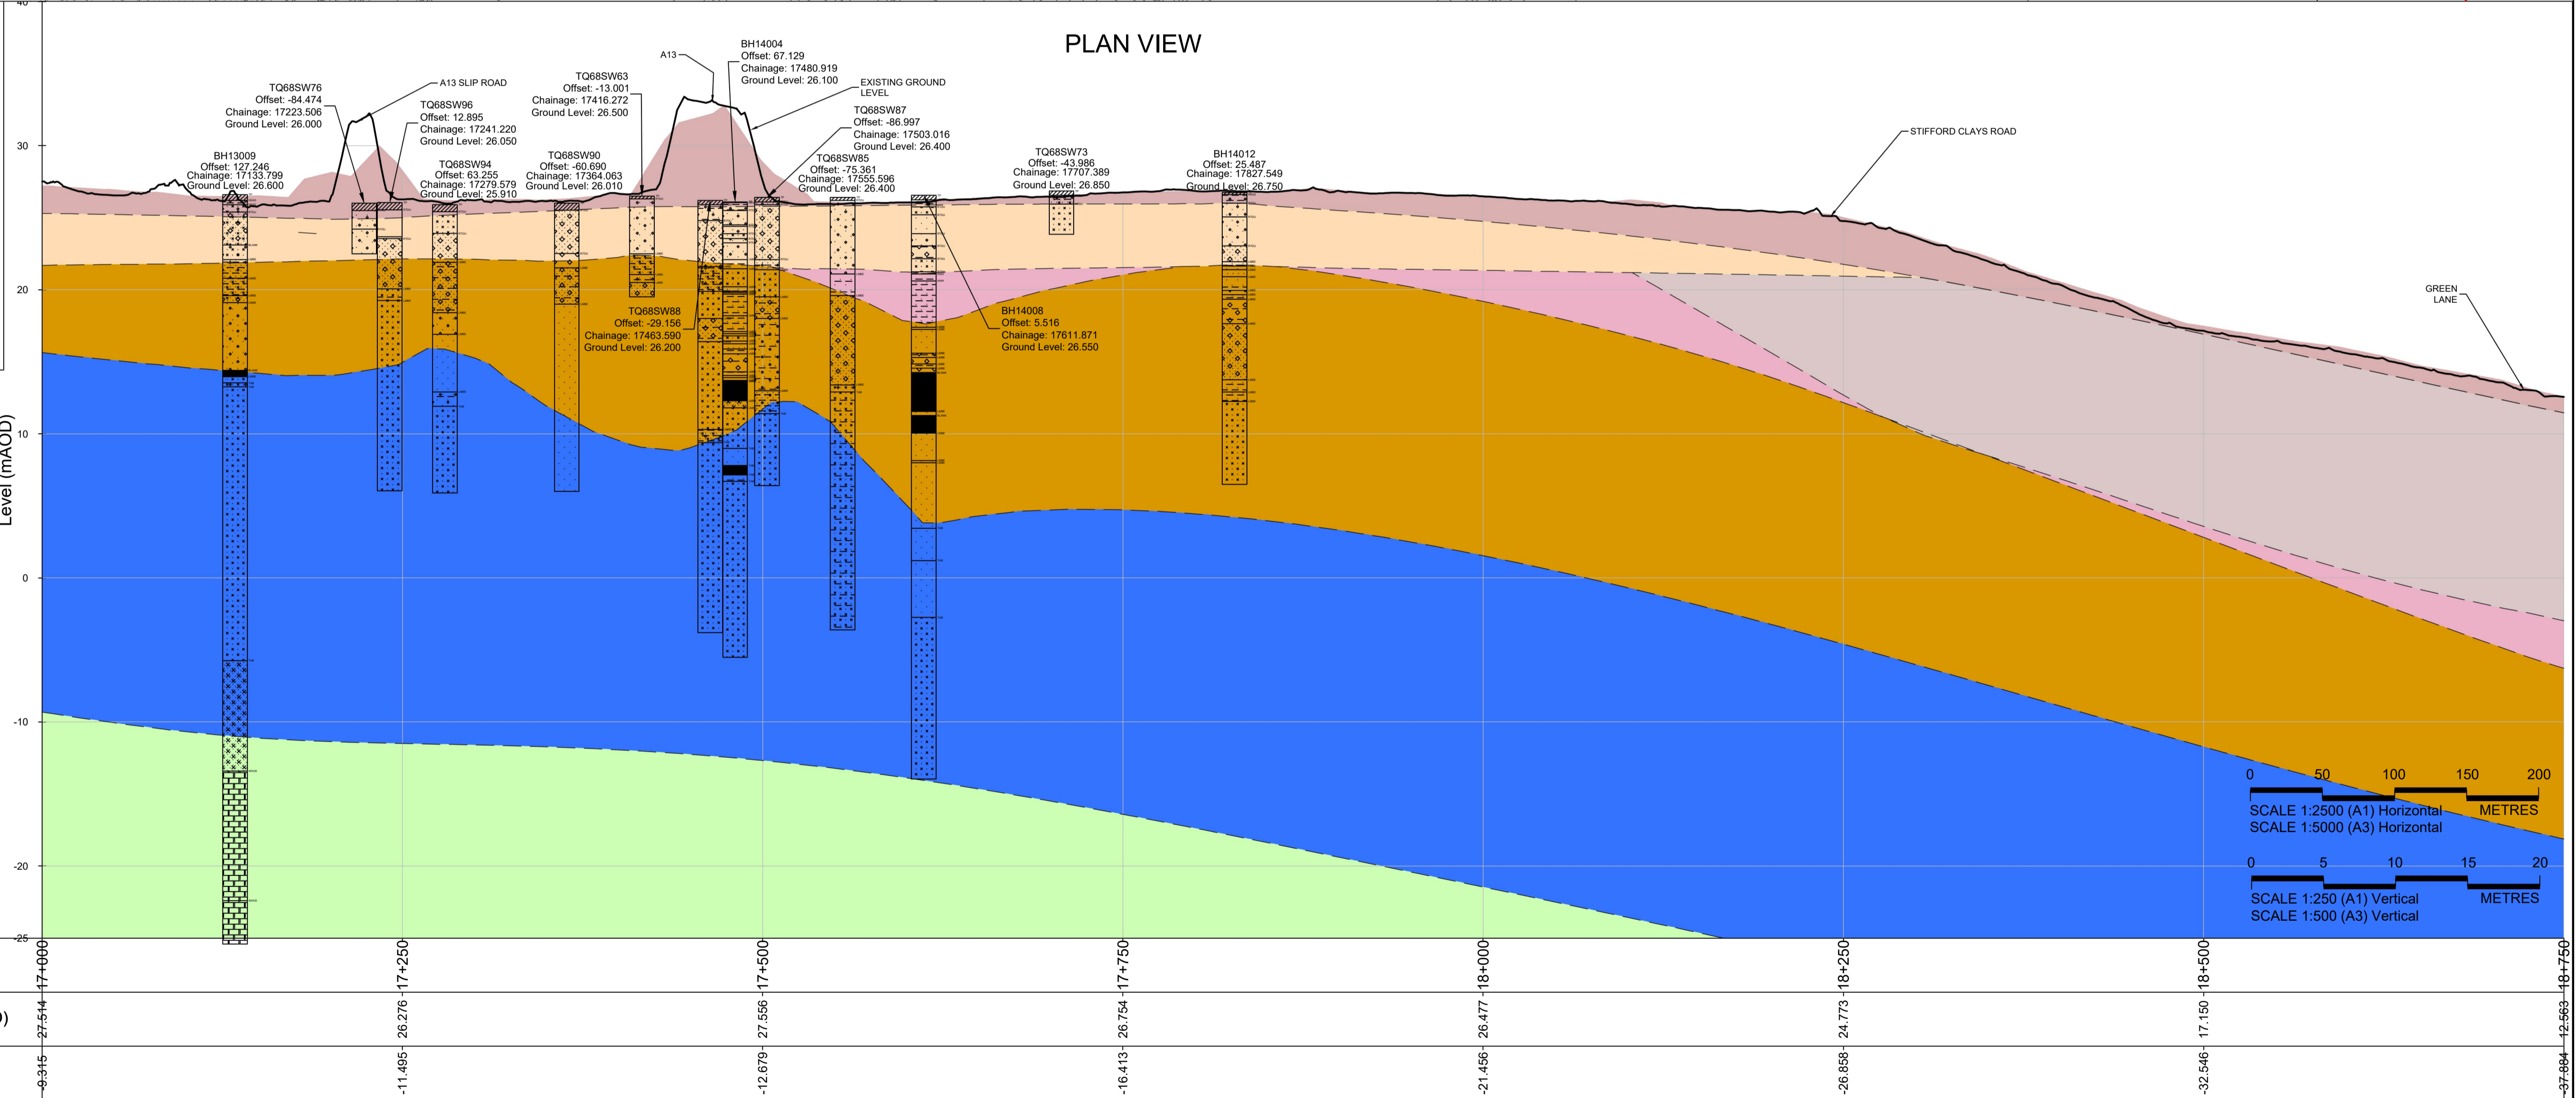 PLAN VIEW
40
30
20
10
0
-10
-20
-25
Level (mAOD)
BH13009
Offset: 127.246
Chainage: 17133.799
Ground Level: 26.600
TQ68SW76
Offset: -84.474
Chainage: 17223.506
Ground Level: 26.000
A13 SLIP ROAD
TQ68SW96
Offset: 12.895
Chainage: 17241.220
Ground Level: 26.050
TQ68SW94
Offset: 63.255
Chainage: 17279.579
Ground Level: 25.910
TQ68SW90
Offset: -60.690
Chainage: 17364.063
Ground Level: 26.010
TQ68SW63
Offset: -13.001
Chainage: 17416.272
Ground Level: 26.500
A13
BH14004
Offset: 67.129
Chainage: 17480.919
Ground Level: 26.100
EXISTING GROUND
LEVEL
TQ68SW87
Offset: -86.997
Chainage: 17503.016
Ground Level: 26.400
TQ68SW85
Offset: -75.361
Chainage: 17555.596
Ground Level: 26.400
TQ68SW88
Offset: -29.156
Chainage: 17463.590
Ground Level: 26.200
BH14008
Offset: 5.516
Chainage: 17611.871
Ground Level: 26.550
TQ68SW73
Offset: -43.986
Chainage: 17707.389
Ground Level: 26.850
BH14012
Offset: 25.487
Chainage: 17827.549
Ground Level: 26.750
STIFFORD CLAYS ROAD
GREEN
LANE
0 50 100 150 200
SCALE 1:2500 (A1) Horizontal METRES
SCALE 1:5000 (A3) Horizontal
0 5 10 15 20
SCALE 1:250 (A1) Vertical METRES
SCALE 1:500 (A3) Vertical
17+000 17+250 17+500 17+750 18+000 18+250 18+500 18+750
27.514 26.276 27.556 26.754 26.477 24.773 17.150 12.563
-9.315 -11.495 -12.679 -16.413 -21.456 -26.858 -32.546 -37.884